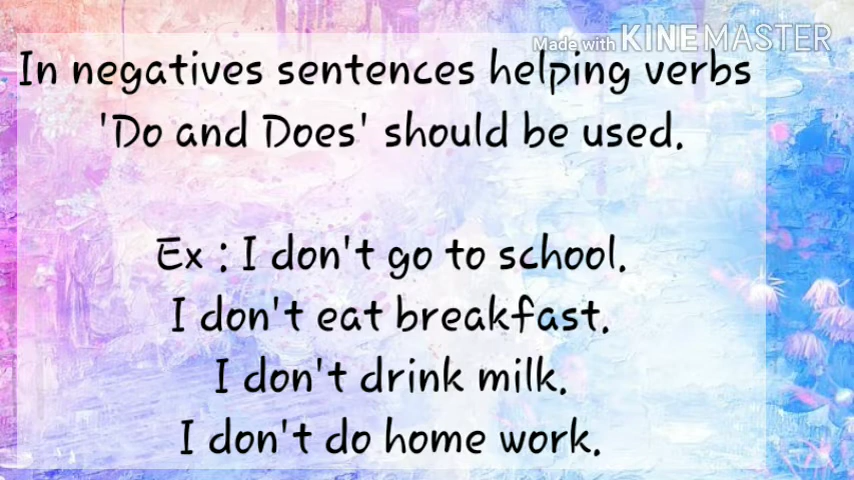 Made with KINEMASTER
In negatives sentences helping verbs
'Do and Does' should be used.
Ex : I don't go to school.
I don't eat breakfast.
I don't drink milk.
I don't do home work.